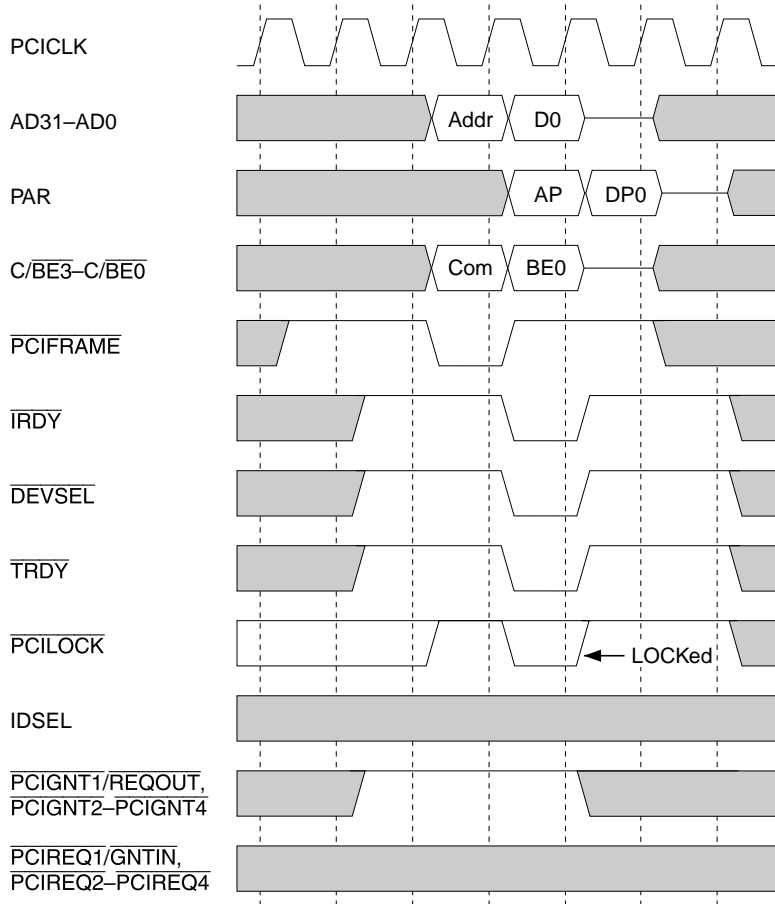 PCICLK
AD31–AD0
Addr D0
PAR
AP DP0
C/BE3–C/BE0
Com BE0
PCIFRAME
IRDY
DEVSEL
TRDY
PCILOCK
LOCKed
IDSEL
PCIGNT1/REQOUT,
PCIGNT2–PCIGNT4
PCIREQ1/GNTIN,
PCIREQ2–PCIREQ4